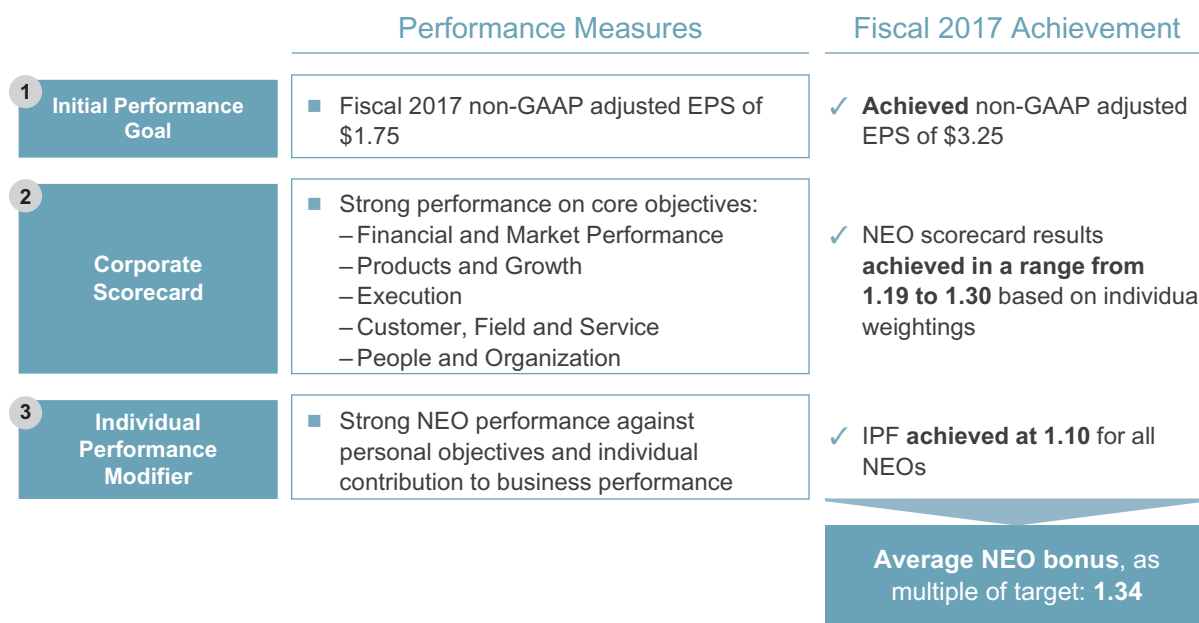 Performance Measures
Fiscal 2017 Achievement
1
Initial Performance
Goal
■ Fiscal 2017 non-GAAP adjusted EPS of
$1.75
✓ Achieved non-GAAP adjusted
EPS of $3.25
2
Corporate
Scorecard
■ Strong performance on core objectives:
– Financial and Market Performance
– Products and Growth
– Execution
– Customer, Field and Service
– People and Organization
✓ NEO scorecard results
achieved in a range from
1.19 to 1.30 based on individua
weightings
3
Individual
Performance
Modifier
■ Strong NEO performance against
personal objectives and individual
contribution to business performance
✓ IPF achieved at 1.10 for all
NEOs
Average NEO bonus, as
multiple of target: 1.34